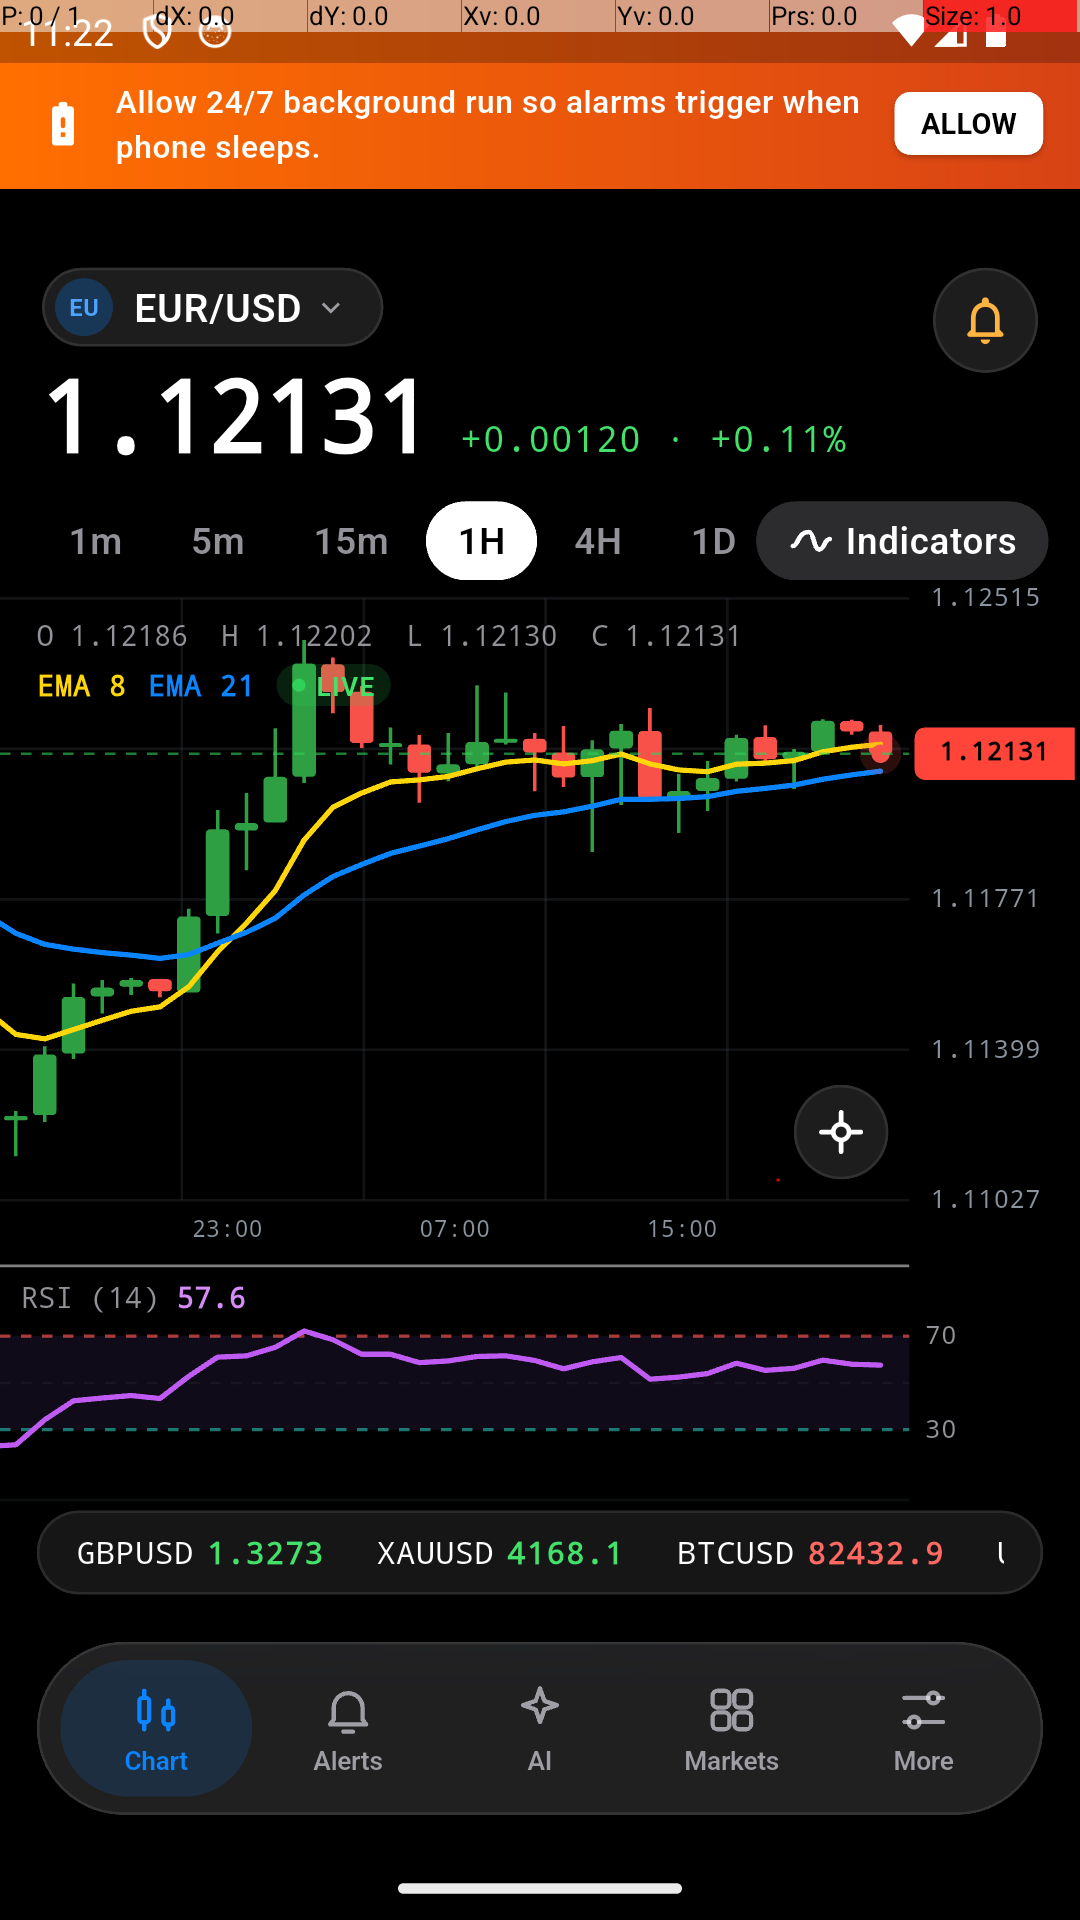 P: 0 / 1 dX: 0.0 dY: 0.0 Xv: 0.0 Yv: 0.0 Prs: 0.0 Size: 1.0
11:22
Allow 24/7 background run so alarms trigger when
phone sleeps.
ALLOW
EU EUR/USD
1.12131 +0.00120 · +0.11%
1m 5m 15m 1H 4H 1D Indicators
1.12515
O 1.12186 H 1.12202 L 1.12130 C 1.12131
EMA 8 EMA 21 LIVE
1.12131
1.11771
1.11399
1.11027
23:00 07:00 15:00
RSI (14) 57.6
70
30
GBPUSD 1.3273 XAUUSD 4168.1 BTCUSD 82432.9
Chart Alerts AI Markets More